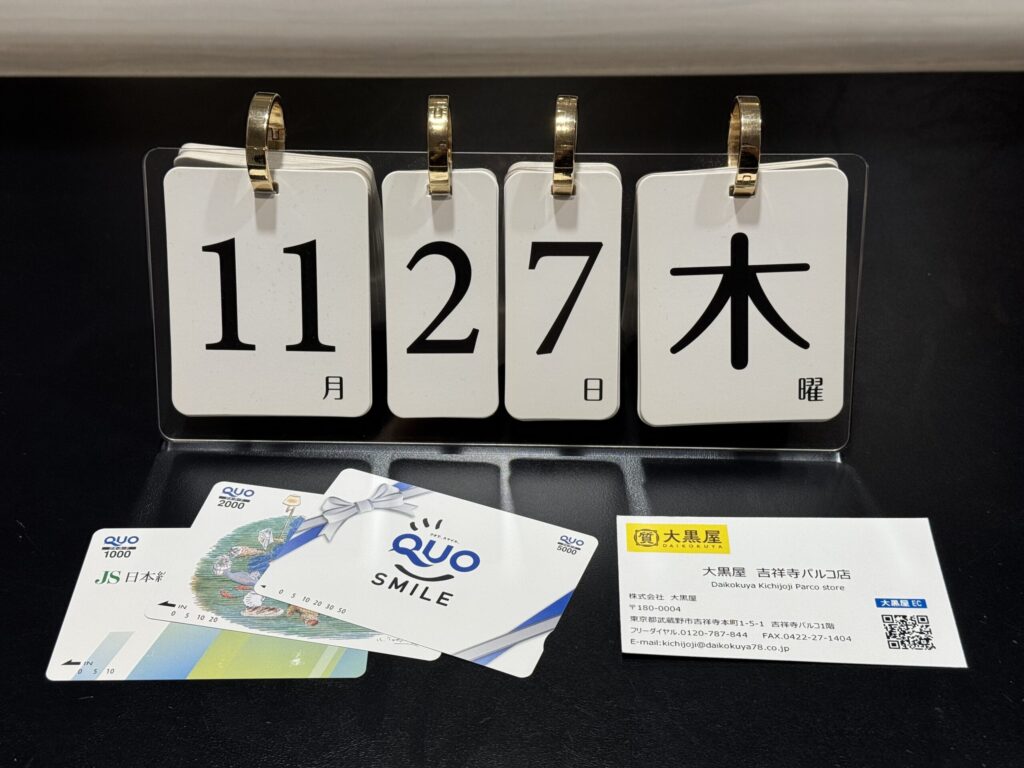 11
月
2
7
日
木
曜
QUO
1000
JS 日本
IN
0 5 10
QUO
2000
IN
0 5 10 15 20
QUO
SMILE
QUO
5000
0 5 10 20 30 50
質 大黒屋
DAIKOKUYA
大黒屋 吉祥寺パルコ店
Daikokuya Kichijoji Parco store
株式会社 大黒屋
〒180-0004
東京都武蔵野市吉祥寺本町1-5-1 吉祥寺パルコ1階
フリーダイヤル.0120-787-844 FAX.0422-27-1404
E-mail:kichijoji@daikokuya78.co.jp
大黒屋 EC